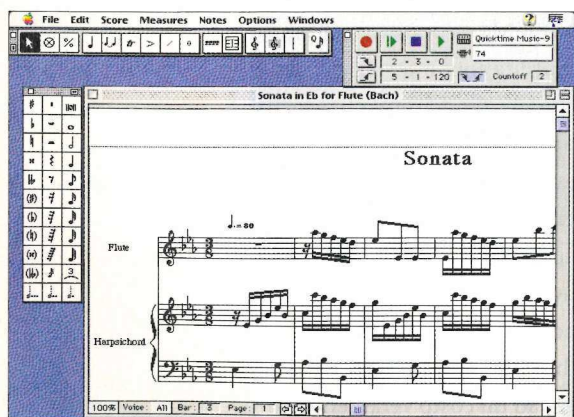 File Edit Score Measures Notes Options Windows
Quicktime Music-9
74
2 - 3 - 0
5 - 1 - 120
Countoff 2
Sonata in Eb for Flute (Bach)
Sonata
♩. = 80
Flute
Harpsichord
100% Voice: All Bar: 3 Page: 1